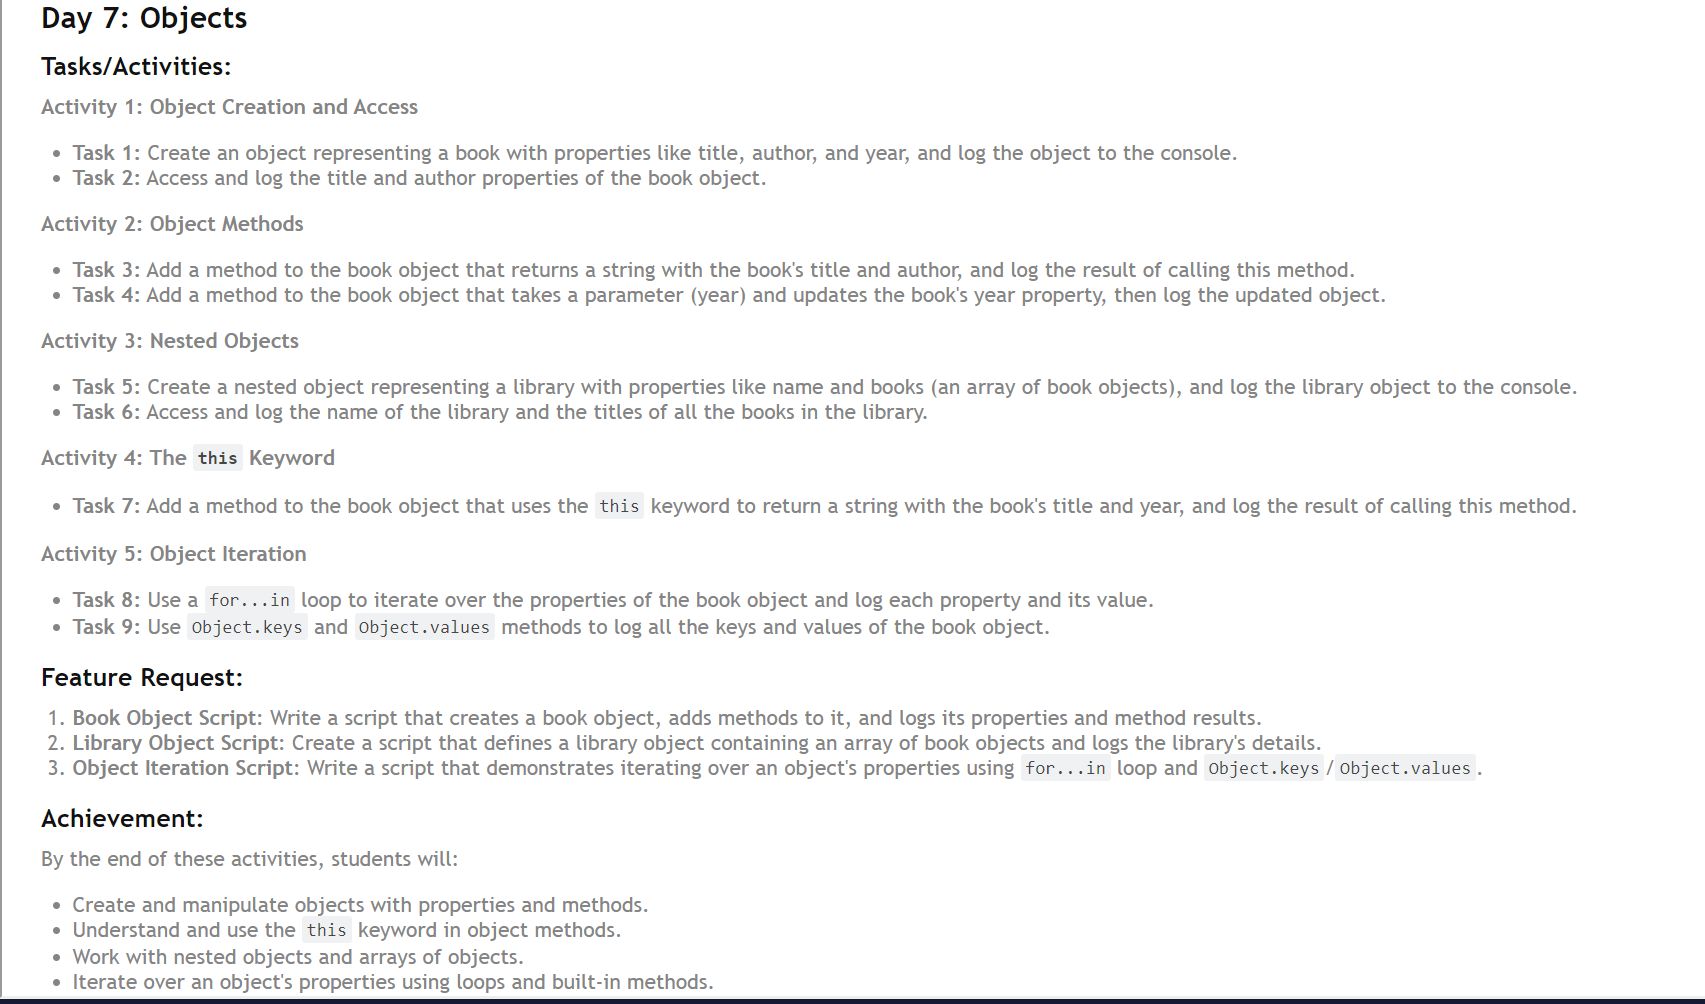 Day 7: Objects
Tasks/Activities:
Activity 1: Object Creation and Access
• Task 1: Create an object representing a book with properties like title, author, and year, and log the object to the console.
• Task 2: Access and log the title and author properties of the book object.
Activity 2: Object Methods
• Task 3: Add a method to the book object that returns a string with the book's title and author, and log the result of calling this method.
• Task 4: Add a method to the book object that takes a parameter (year) and updates the book's year property, then log the updated object.
Activity 3: Nested Objects
• Task 5: Create a nested object representing a library with properties like name and books (an array of book objects), and log the library object to the console.
• Task 6: Access and log the name of the library and the titles of all the books in the library.
Activity 4: The this Keyword
• Task 7: Add a method to the book object that uses the this keyword to return a string with the book's title and year, and log the result of calling this method.
Activity 5: Object Iteration
• Task 8: Use a for...in loop to iterate over the properties of the book object and log each property and its value.
• Task 9: Use Object.keys and Object.values methods to log all the keys and values of the book object.
Feature Request:
1. Book Object Script: Write a script that creates a book object, adds methods to it, and logs its properties and method results.
2. Library Object Script: Create a script that defines a library object containing an array of book objects and logs the library's details.
3. Object Iteration Script: Write a script that demonstrates iterating over an object's properties using for...in loop and Object.keys/Object.values.
Achievement:
By the end of these activities, students will:
• Create and manipulate objects with properties and methods.
• Understand and use the this keyword in object methods.
• Work with nested objects and arrays of objects.
• Iterate over an object's properties using loops and built-in methods.